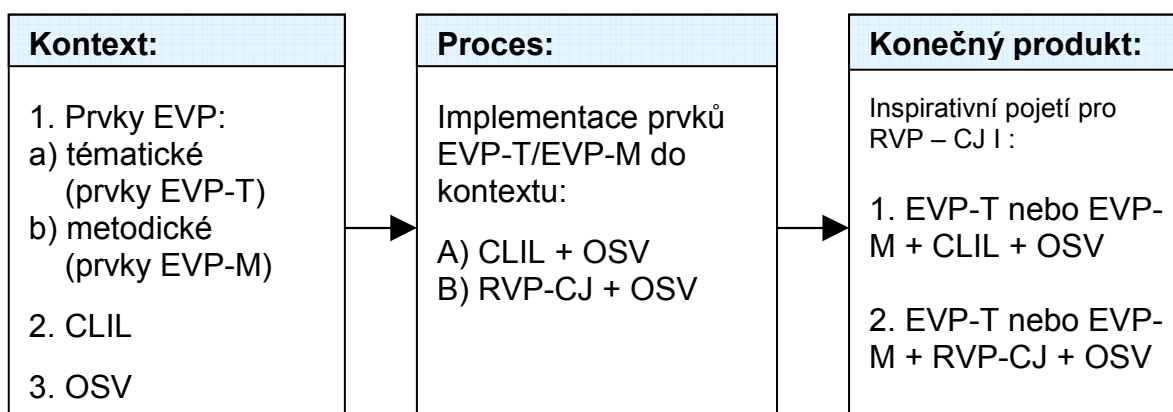 Kontext:
1. Prvky EVP:
a) tématické
(prvky EVP-T)
b) metodické
(prvky EVP-M)
2. CLIL
3. OSV
Proces:
Implementace prvků
EVP-T/EVP-M do
kontextu:
A) CLIL + OSV
B) RVP-CJ + OSV
Konečný produkt:
Inspirativní pojetí pro
RVP – CJ I :
1. EVP-T nebo EVP-
M + CLIL + OSV
2. EVP-T nebo EVP-
M + RVP-CJ + OSV